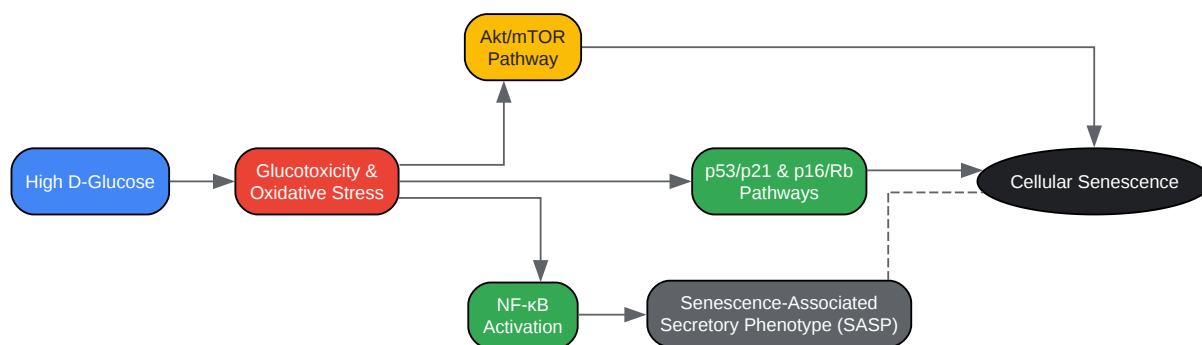 Akt/mTOR
Pathway
High D-Glucose
Glucotoxicity &
Oxidative Stress
p53/p21 & p16/Rb
Pathways
Cellular Senescence
NF-κB
Activation
Senescence-Associated
Secretory Phenotype (SASP)